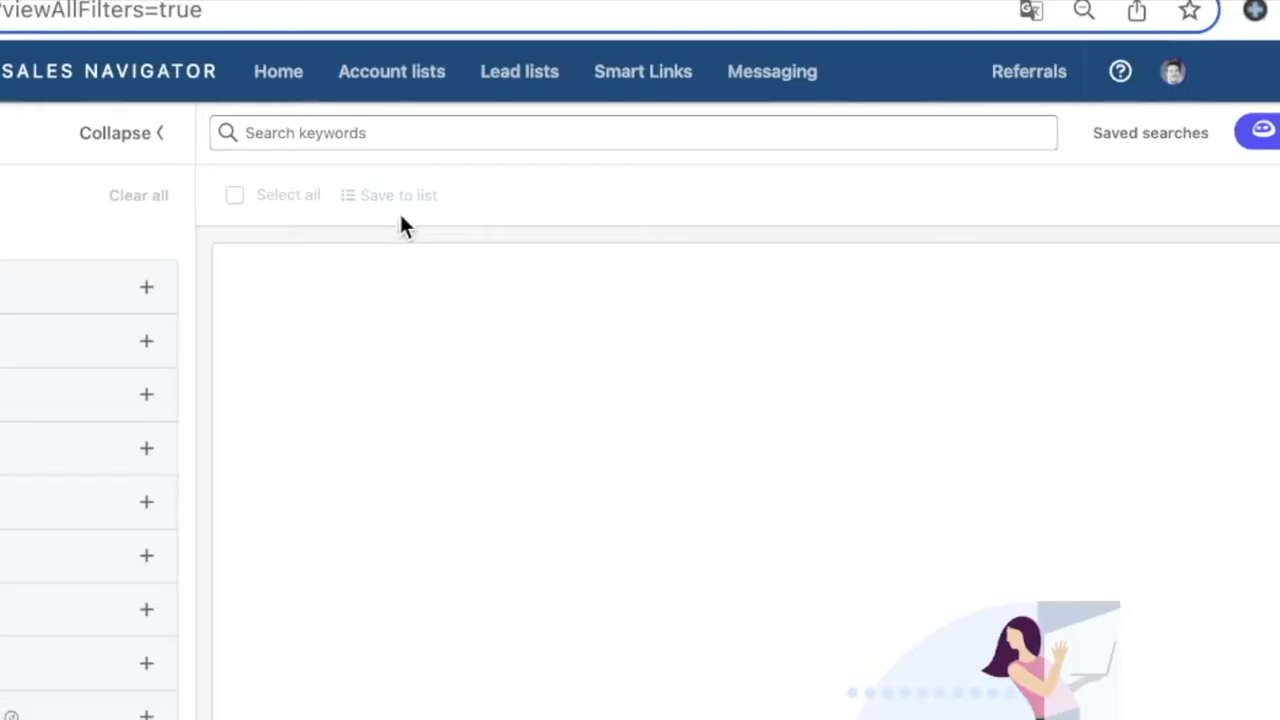 ?viewAllFilters=true
SALES NAVIGATOR Home Account lists Lead lists Smart Links Messaging Referrals
Collapse Search keywords Saved searches
Clear all Select all Save to list